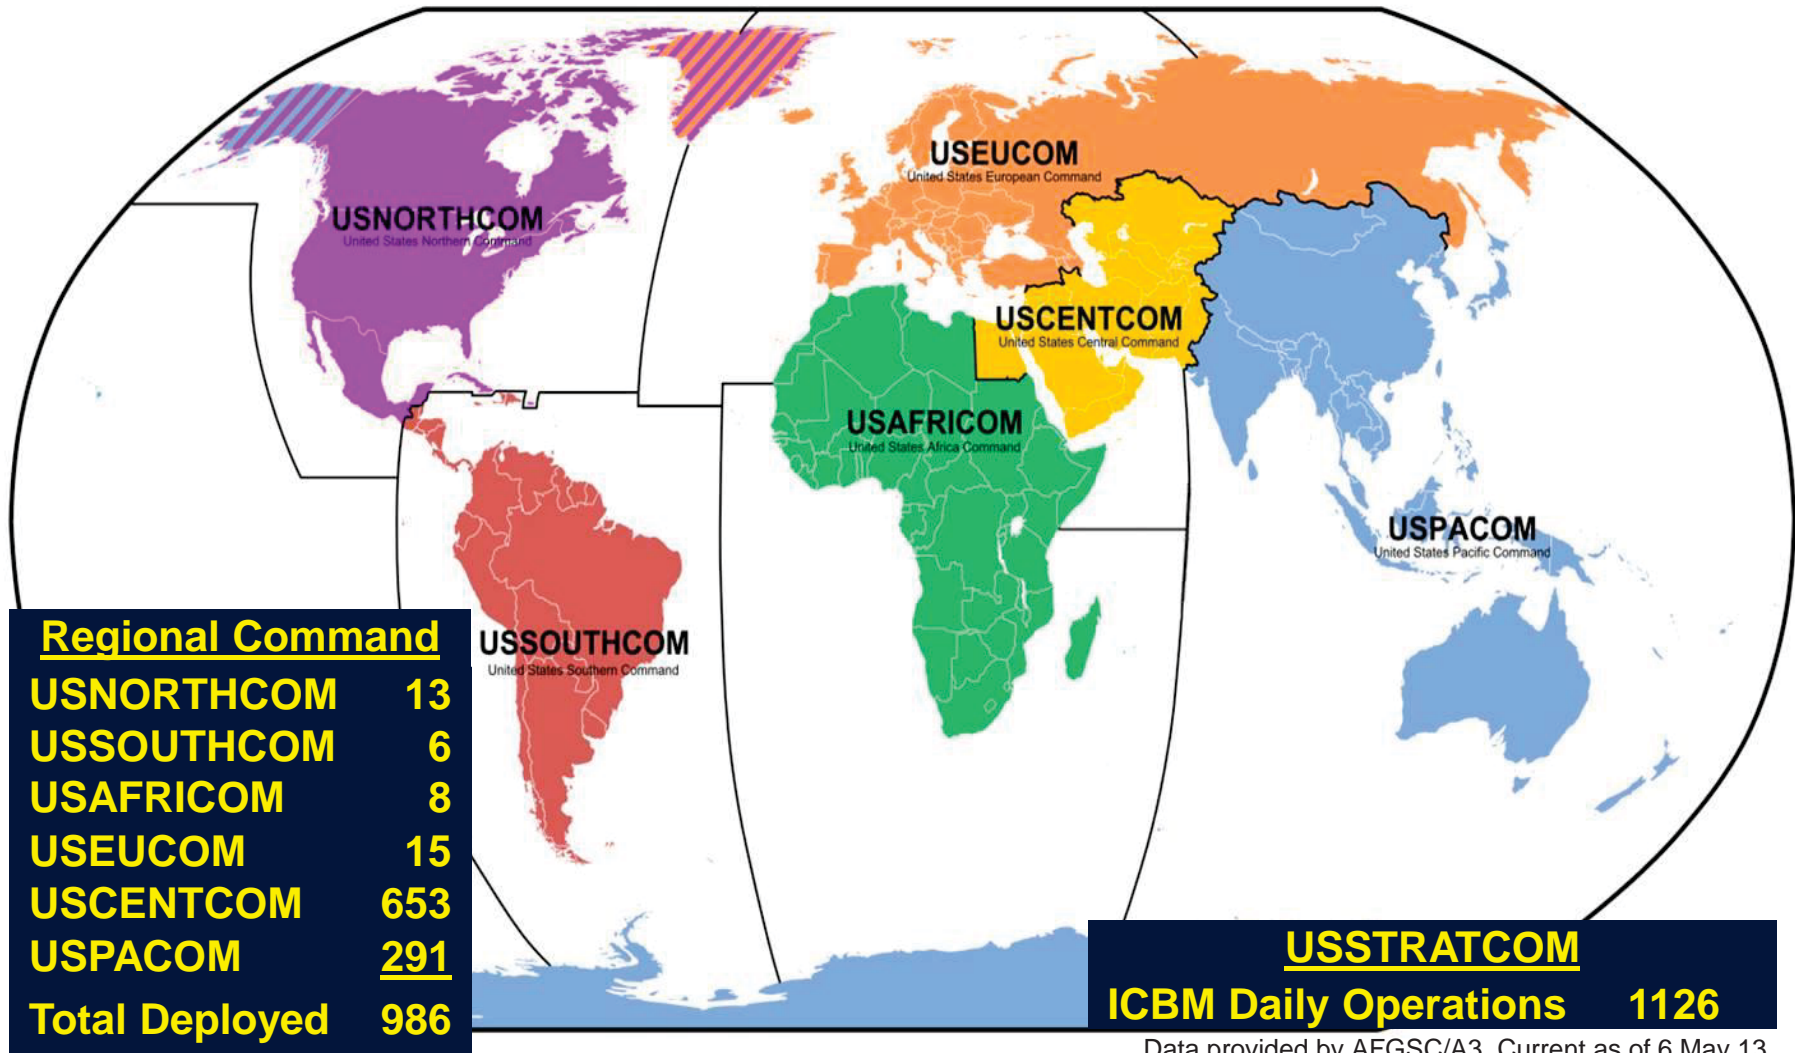 USEUCOM
United States European Command
USNORTHCOM
United States Northern Command
USCENTCOM
United States Central Command
USAFRICOM
United States Africa Command
USPACOM
United States Pacific Command
USSOUTHCOM
United States Southern Command
Regional Command
USNORTHCOM 13
USSOUTHCOM 6
USAFRICOM 8
USEUCOM 15
USCENTCOM 653
USPACOM 291
Total Deployed 986
USSTRATCOM
ICBM Daily Operations 1126
Data provided by AFGSC/A3. Current as of 6 May 13